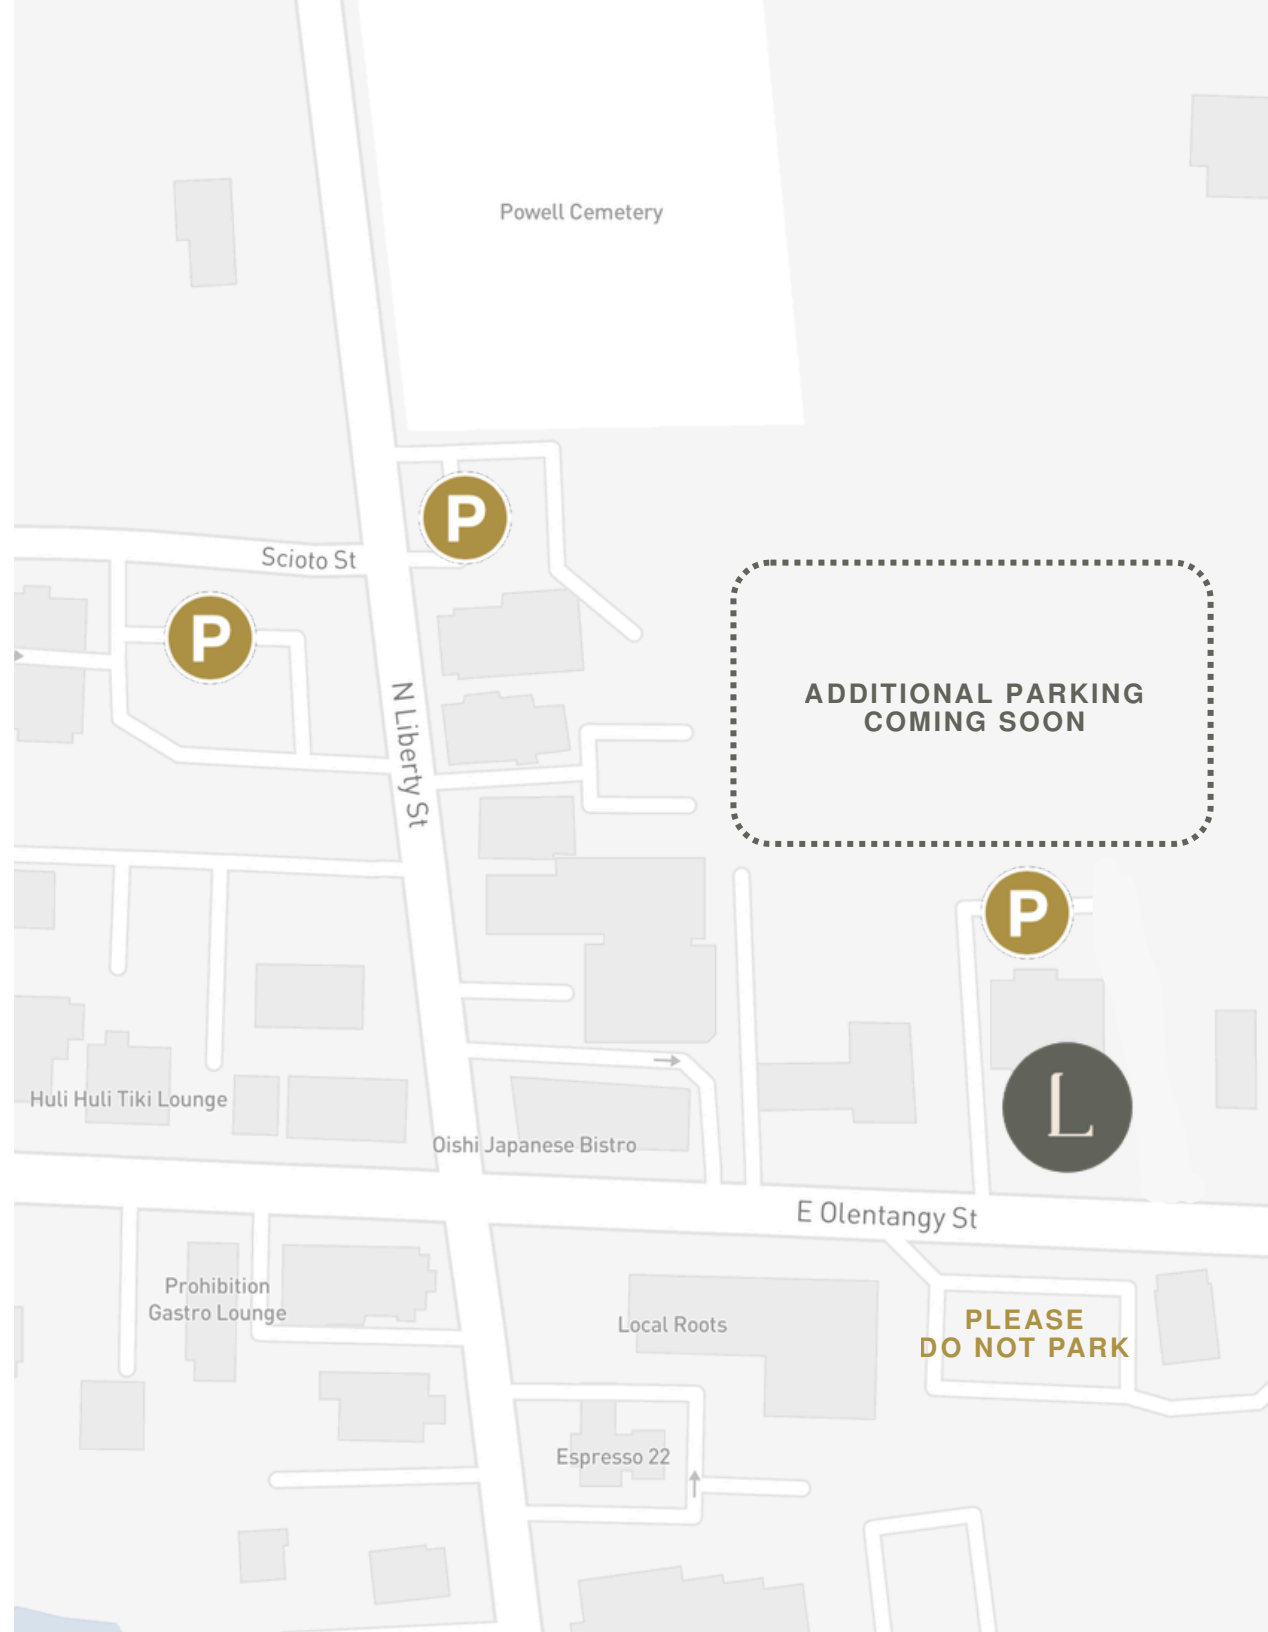 Powell Cemetery
P
Scioto St
P
ADDITIONAL PARKING
COMING SOON
N Liberty St
P
L
Huli Huli Tiki Lounge
Oishi Japanese Bistro
E Olentangy St
Prohibition
Gastro Lounge
Local Roots
PLEASE
DO NOT PARK
Espresso 22